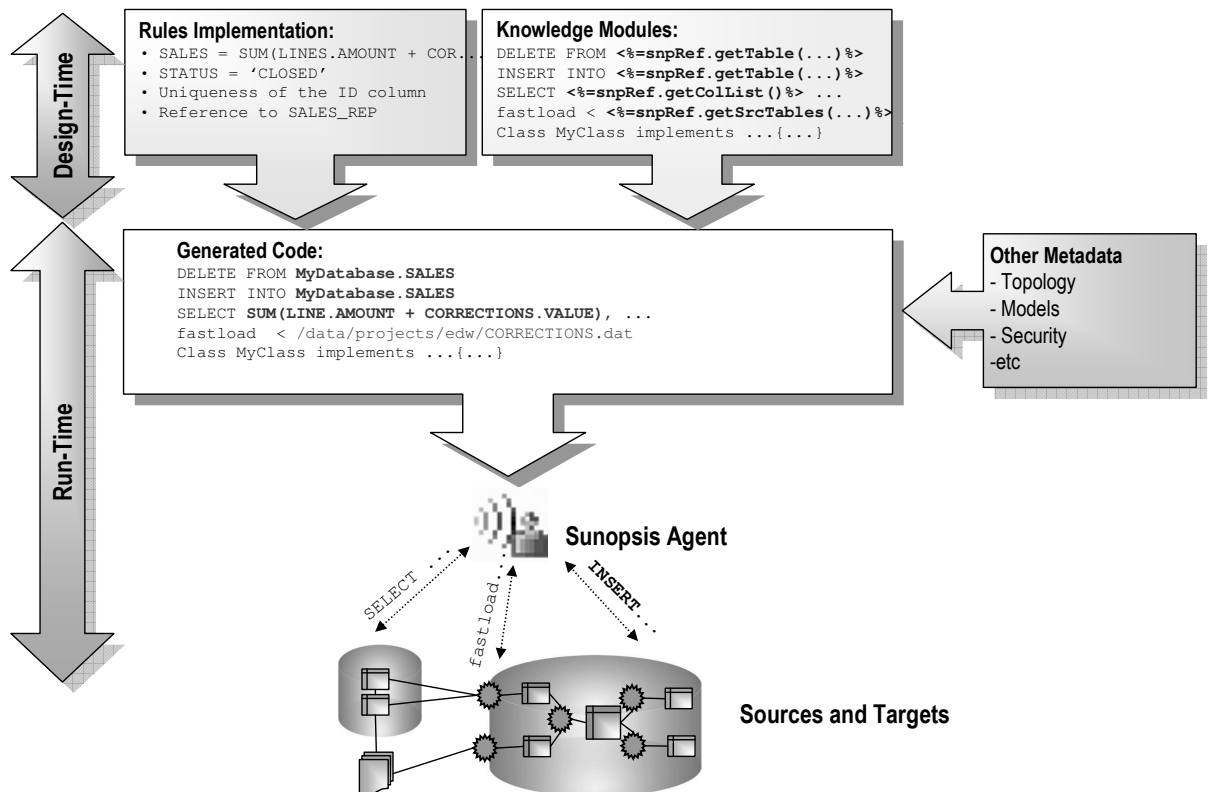 Design-Time
Rules Implementation:
• SALES = SUM(LINES.AMOUNT + COR...
• STATUS = ‘CLOSED’
• Uniqueness of the ID column
• Reference to SALES_REP
Knowledge Modules:
DELETE FROM <%=snpRef.getTable(...)%>
INSERT INTO <%=snpRef.getTable(...)%>
SELECT <%=snpRef.getColList()%> ...
fastload < <%=snpRef.getSrcTables(...)%>
Class MyClass implements ...{...}
Run-Time
Generated Code:
DELETE FROM MyDatabase.SALES
INSERT INTO MyDatabase.SALES
SELECT SUM(LINE.AMOUNT + CORRECTIONS.VALUE), ...
fastload < /data/projects/edw/CORRECTIONS.dat
Class MyClass implements ...{...}
Other Metadata
- Topology
- Models
- Security
-etc
Sunopsis Agent
SELECT ...
fastload...
INSERT...
Sources and Targets